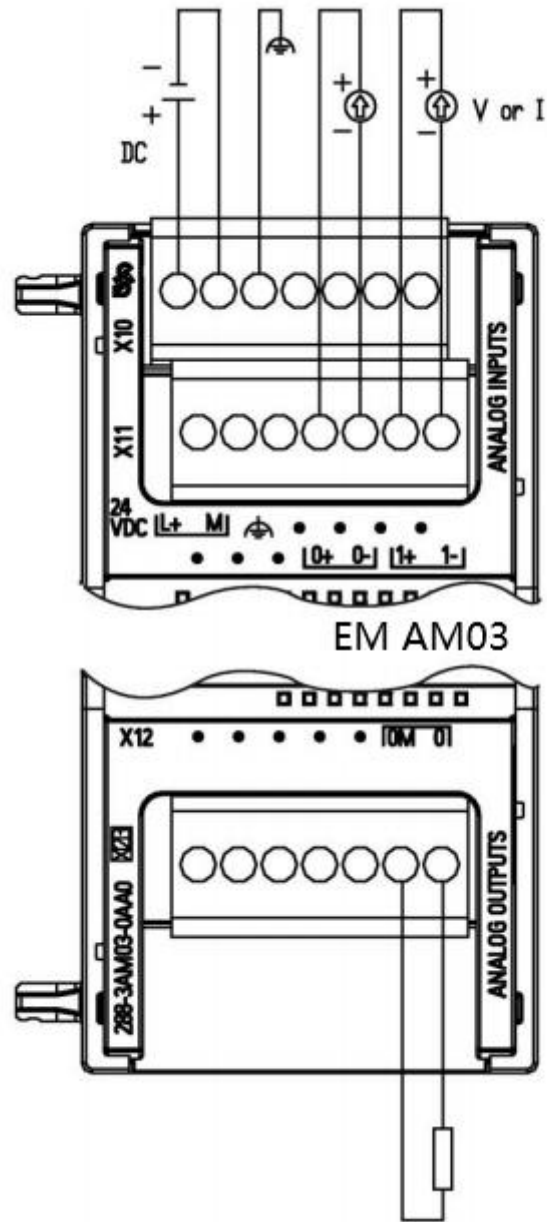 −
+
DC
+
−
+
−
V or I
X10
X11
ANALOG INPUTS
24
VDC L+ M
0+ 0- 1+ 1-
EM AM03
X12
0M 0
288-3AM03-0AA0
ANALOG OUTPUTS